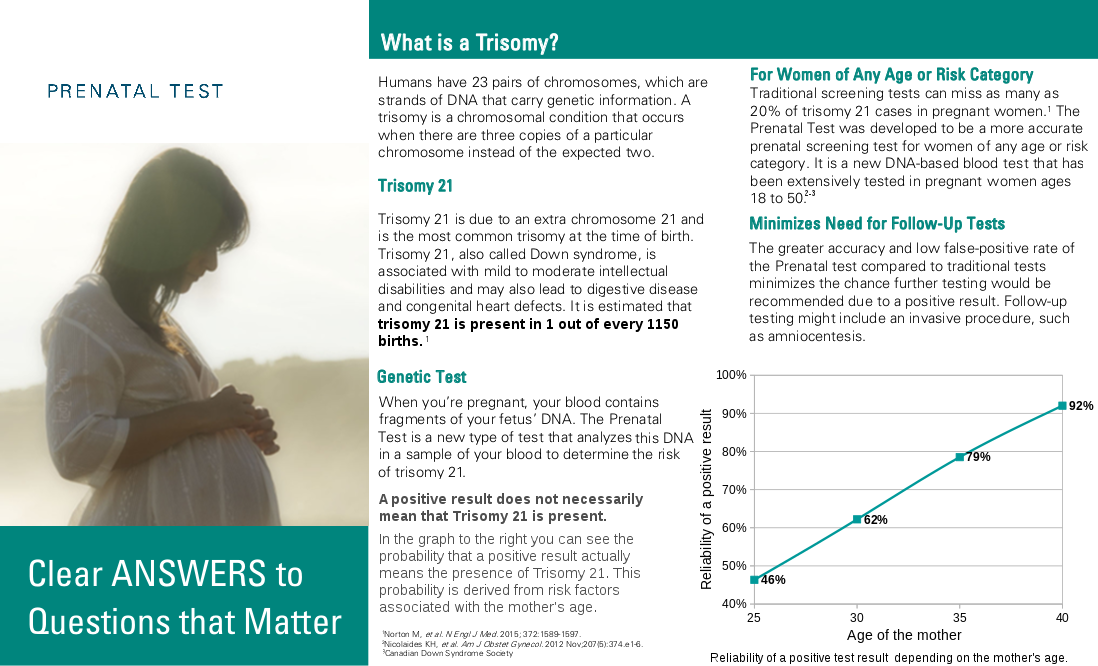 PRENATAL TEST
Clear ANSWERS to
Questions that Matter
What is a Trisomy?
Humans have 23 pairs of chromosomes, which are
strands of DNA that carry genetic information. A
trisomy is a chromosomal condition that occurs
when there are three copies of a particular
chromosome instead of the expected two.
Trisomy 21
Trisomy 21 is due to an extra chromosome 21 and
is the most common trisomy at the time of birth.
Trisomy 21, also called Down syndrome, is
associated with mild to moderate intellectual
disabilities and may also lead to digestive disease
and congenital heart defects. It is estimated that
trisomy 21 is present in 1 out of every 1150
births. 1
Genetic Test
When you're pregnant, your blood contains
fragments of your fetus' DNA. The Prenatal
Test is a new type of test that analyzes this DNA
in a sample of your blood to determine the risk
of trisomy 21.
A positive result does not necessarily
mean that Trisomy 21 is present.
In the graph to the right you can see the
probability that a positive result actually
means the presence of Trisomy 21. This
probability is derived from risk factors
associated with the mother's age.
1Norton M, et al. N Engl J Med. 2015; 372:1589-1597.
2Nicolaides KH, et al. Am J Obstet Gynecol. 2012 Nov;207(5):374.e1-6.
3Canadian Down Syndrome Society
For Women of Any Age or Risk Category
Traditional screening tests can miss as many as
20% of trisomy 21 cases in pregnant women.1 The
Prenatal Test was developed to be a more accurate
prenatal screening test for women of any age or risk
category. It is a new DNA-based blood test that has
been extensively tested in pregnant women ages
18 to 50.2-3
Minimizes Need for Follow-Up Tests
The greater accuracy and low false-positive rate of
the Prenatal test compared to traditional tests
minimizes the chance further testing would be
recommended due to a positive result. Follow-up
testing might include an invasive procedure, such
as amniocentesis.
Reliability of a positive result
100%
90%
80%
70%
60%
50%
40%
46%
62%
79%
92%
25
30
35
40
Age of the mother
Reliability of a positive test result depending on the mother's age.